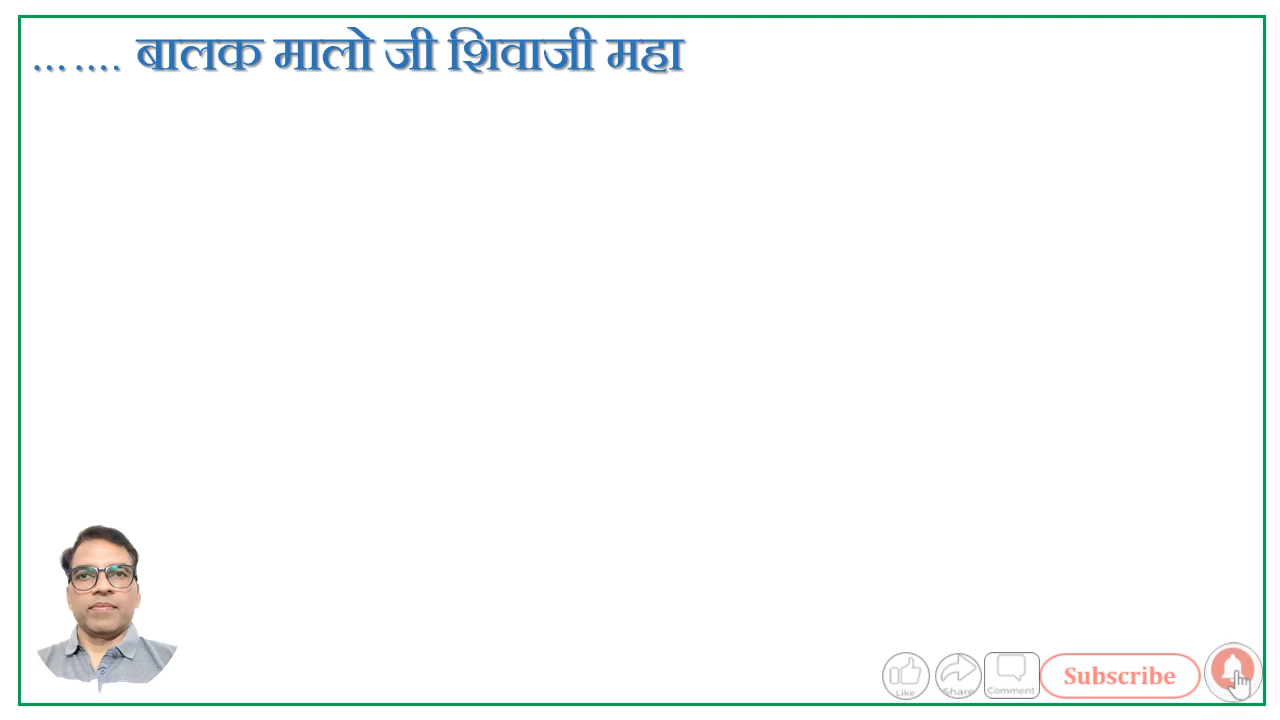 ……. बालक मालो जी शिवाजी महा
Like
Share
Comment
Subscribe